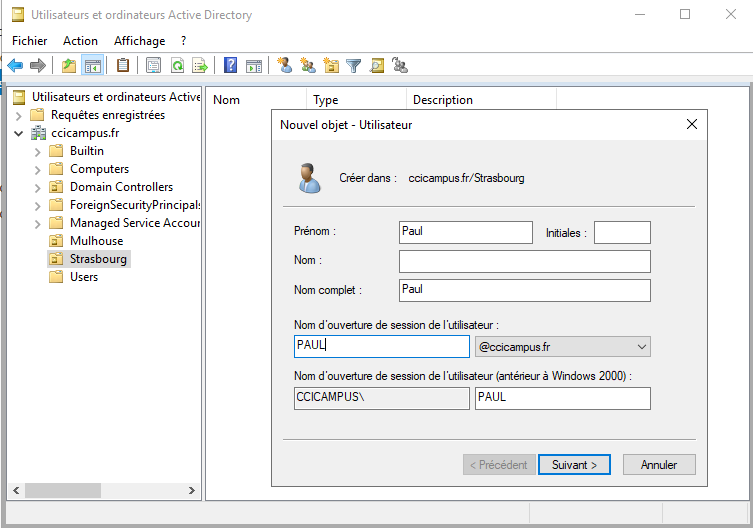 Utilisateurs et ordinateurs Active Directory
Fichier Action Affichage ?
Utilisateurs et ordinateurs Active
Requêtes enregistrées
ccicampus.fr
Builtin
Computers
Domain Controllers
ForeignSecurityPrincipals
Managed Service Accour
Mulhouse
Strasbourg
Users
Nom Type Description
Nouvel objet - Utilisateur
Créer dans : ccicampus.fr/Strasbourg
Prénom : Paul Initiales :
Nom :
Nom complet : Paul
Nom d'ouverture de session de l'utilisateur :
PAUL @ccicampus.fr
Nom d'ouverture de session de l'utilisateur (antérieur à Windows 2000) :
CCICAMPUS\ PAUL
< Précédent Suivant > Annuler